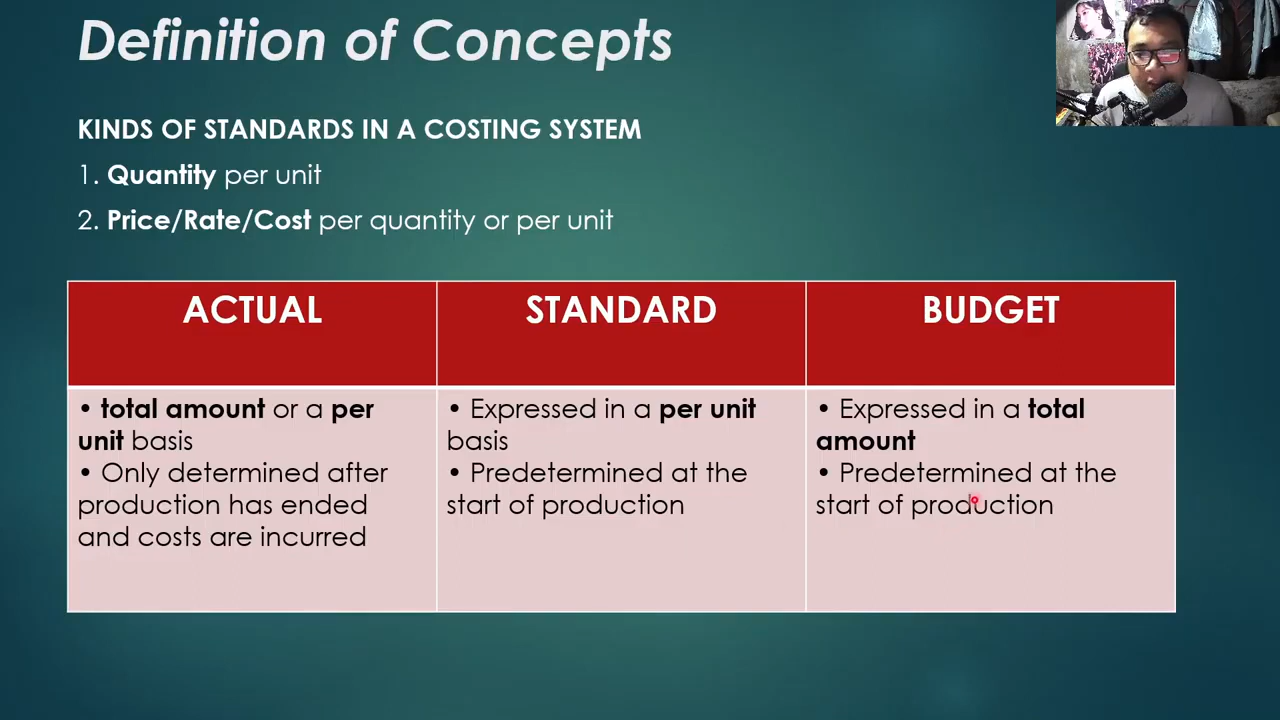 Definition of Concepts
KINDS OF STANDARDS IN A COSTING SYSTEM
1. Quantity per unit
2. Price/Rate/Cost per quantity or per unit
ACTUAL
STANDARD
BUDGET
• total amount or a per
unit basis
• Only determined after
production has ended
and costs are incurred
• Expressed in a per unit
basis
• Predetermined at the
start of production
• Expressed in a total
amount
• Predetermined at the
start of production